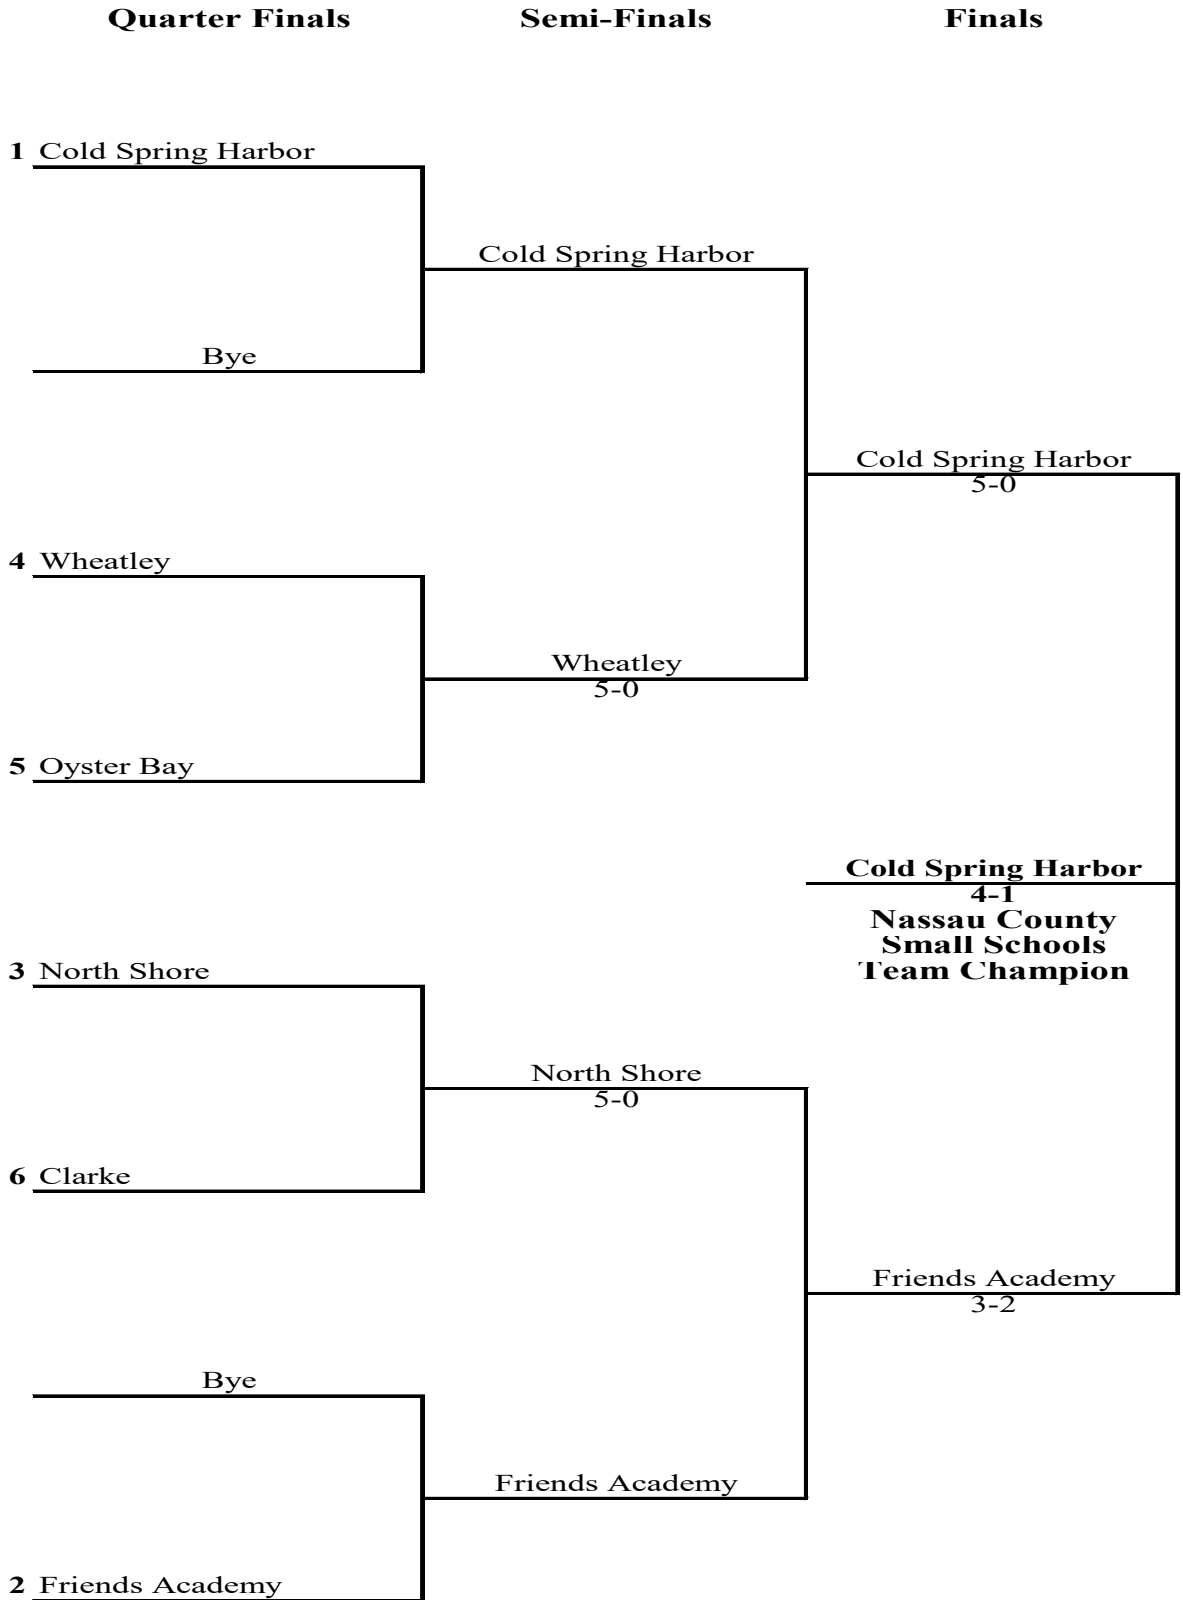 Quarter Finals Semi-Finals Finals
1 Cold Spring Harbor
Cold Spring Harbor
Bye
Cold Spring Harbor
5-0
4 Wheatley
Wheatley
5-0
5 Oyster Bay
Cold Spring Harbor
4-1
Nassau County
Small Schools
Team Champion
3 North Shore
North Shore
5-0
6 Clarke
Friends Academy
3-2
Bye
Friends Academy
2 Friends Academy